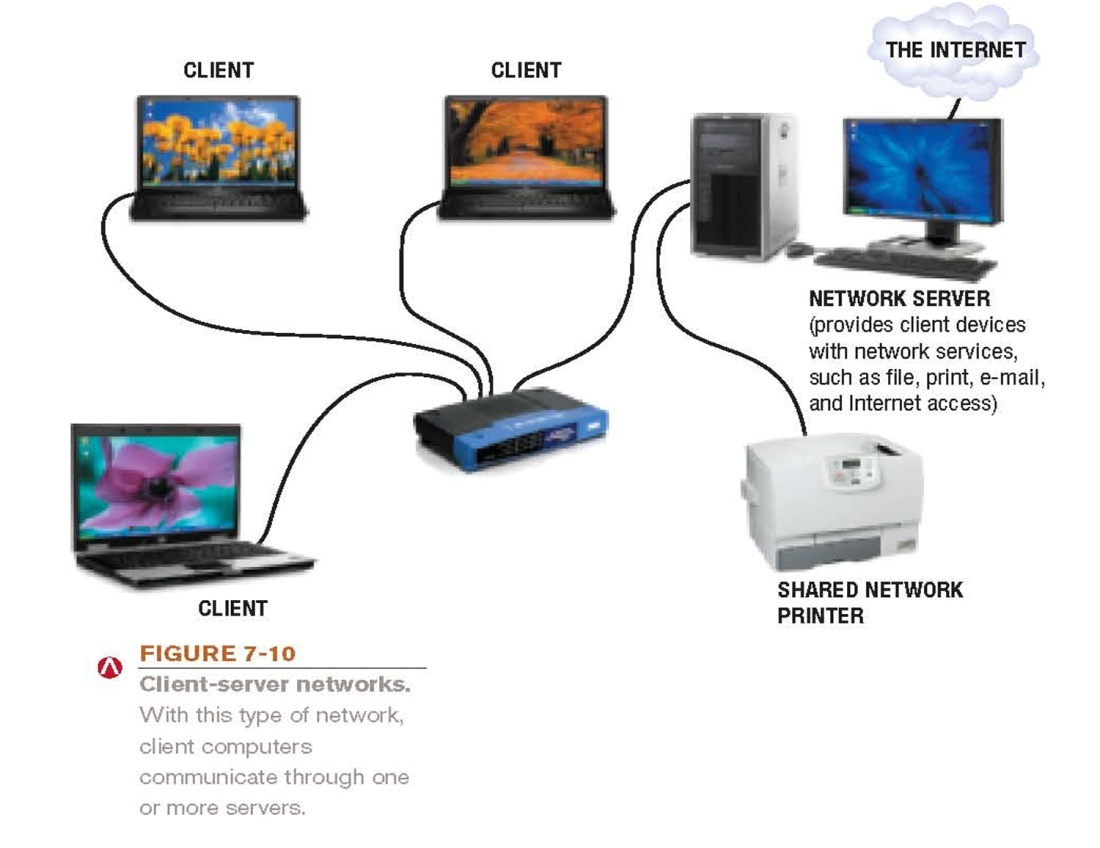 THE INTERNET
CLIENT
CLIENT
NETWORK SERVER
(provides client devices
with network services,
such as file, print, e-mail,
and Internet access)
SHARED NETWORK
PRINTER
CLIENT
FIGURE 7-10
Client-server networks.
With this type of network,
client computers
communicate through one
or more servers.